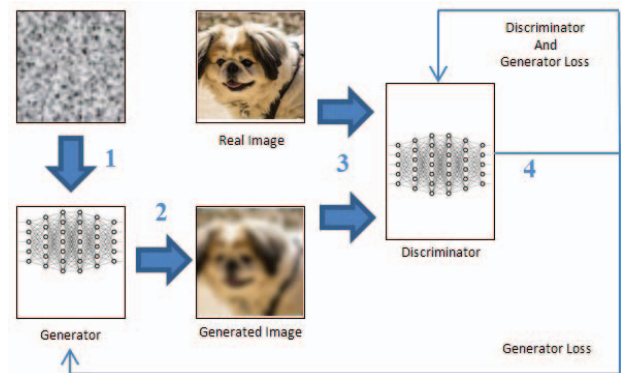 Discriminator
And
Generator Loss
Real Image
1
3
4
2
Discriminator
Generator
Generated Image
Generator Loss